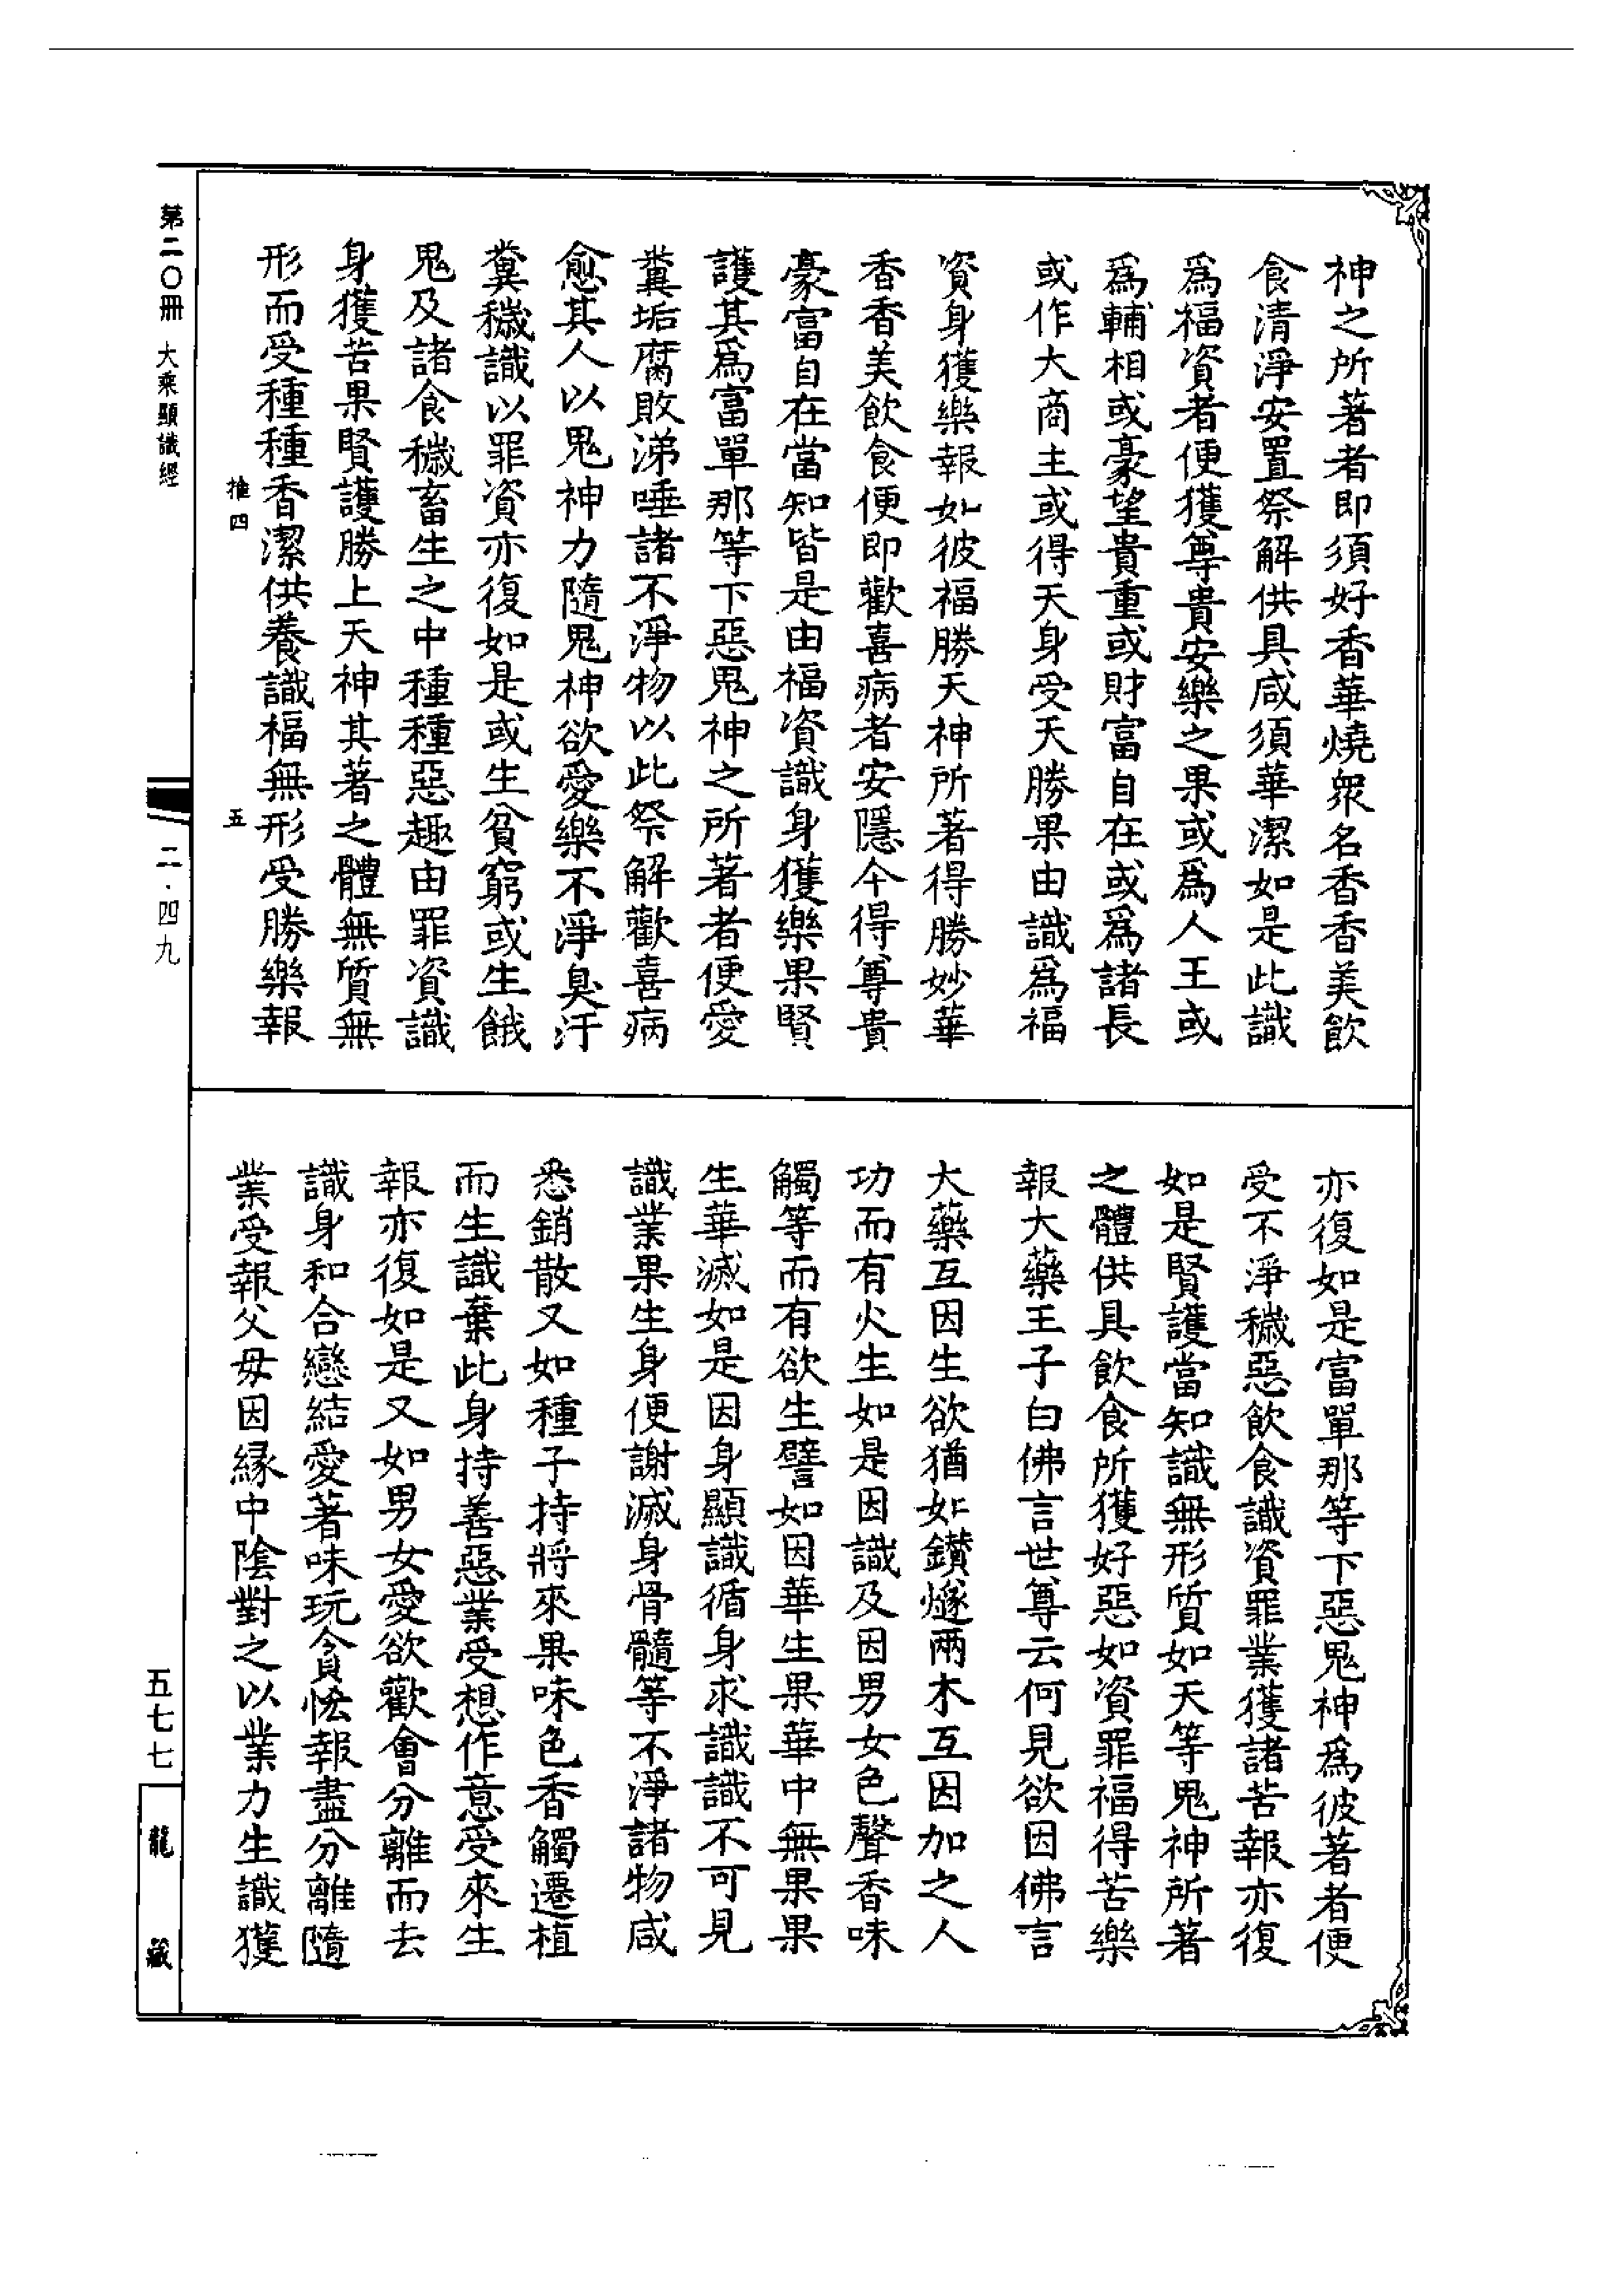 神之所著者即須好香華燒衆名香香美飲
食清淨安置祭解供具咸須華潔如是此識
爲福資者便獲尊貴安樂之果或爲人王或
爲輔相或豪望貴重或財富自在或爲諸長
或作大商主或得天身受天勝果由識爲福
資身獲樂報如彼福勝天神所著得勝妙華
香香美飲食便即歡喜病者安隱今得尊貴
豪富自在當知皆是由福資識身獲樂果賢
護其爲富單那等下惡鬼神之所著者便愛
糞垢腐敗涕唾諸不淨物以此祭解歡喜病
愈其人以鬼神力隨鬼神欲愛樂不淨臭汙
糞穢識以罪資亦復如是或生貧窮或生餓
鬼及諸食穢畜生之中種種惡趣由罪資識
身獲苦果賢護勝上天神其著之體無質無
形而受種種香潔供養識福無形受勝樂報
亦復如是富單那等下惡鬼神爲彼著者便
受不淨穢惡飲食識資罪業獲諸苦報亦復
如是賢護當知識無形質如天等鬼神所著
之體供具飲食所獲好惡如資罪福得苦樂
報大藥王子白佛言世尊云何見欲因佛言
大藥互因生欲猶如鑚燧兩木互因加之人
功而有火生如是因識及因男女色聲香味
觸等而有欲生譬如因華生果華中無果果
生華滅如是因身顯識循身求識識不可見
識業果生身便謝滅身骨髓等不淨諸物咸
悉銷散又如種子持將來果味色香觸遷植
而生識棄此身持善惡業受想作意受來生
報亦復如是又如男女愛欲歡會分離而去
識身和合戀結愛著味玩貪悋報盡分離隨
業受報父母因緣中陰對之以業力生識獲
第二〇冊 大乘顯識經
推四 五
二·四九
五七七
龍藏